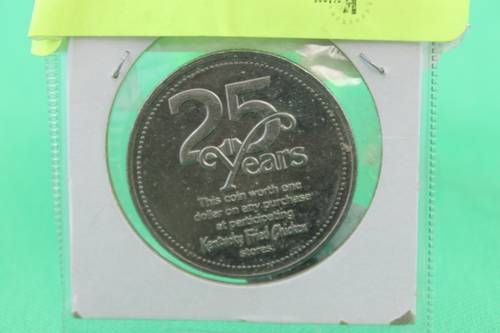 25
Years
This coin worth one
dollar on any purchase
at participating
Kentucky Fried Chicken
stores.